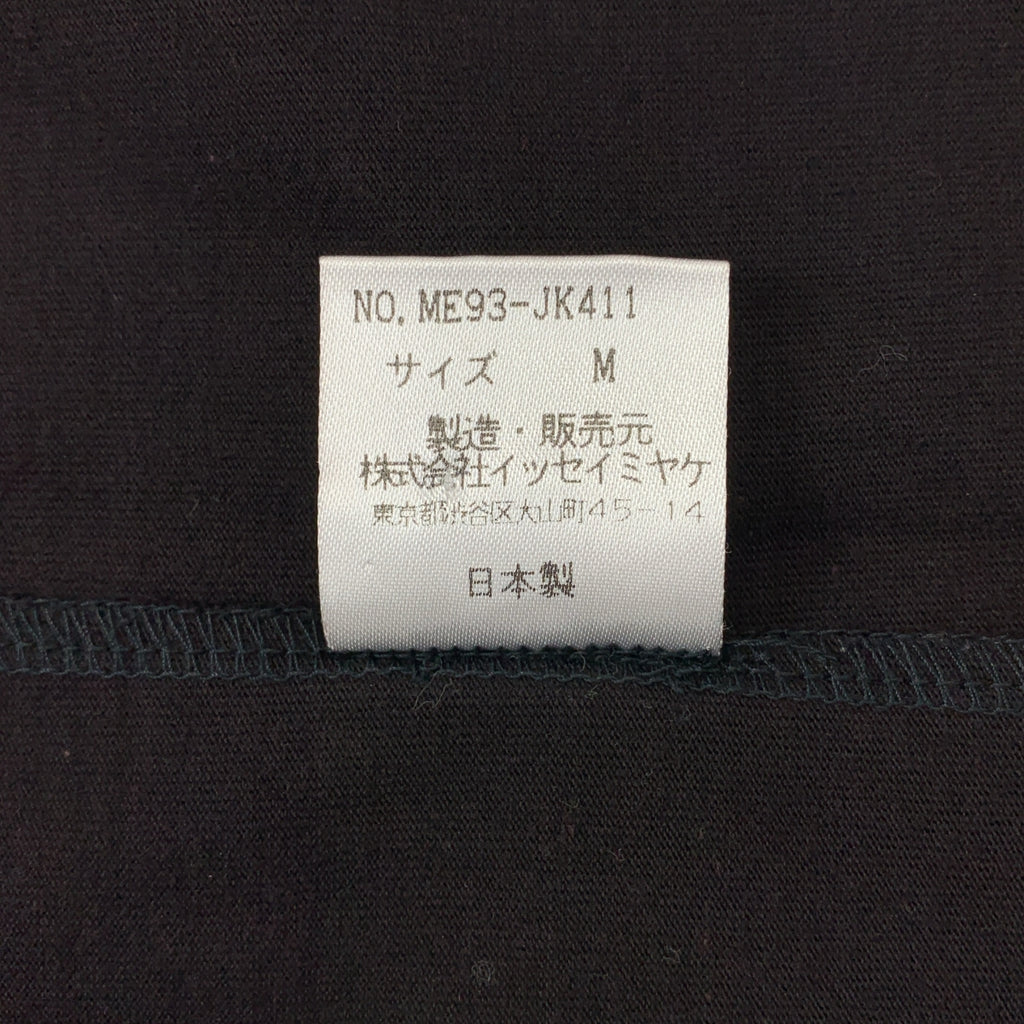 NO. ME93-JK411
サイズ M
製造・販売元
株式会社イッセイミヤケ
東京都渋谷区大山町45-14
日本製